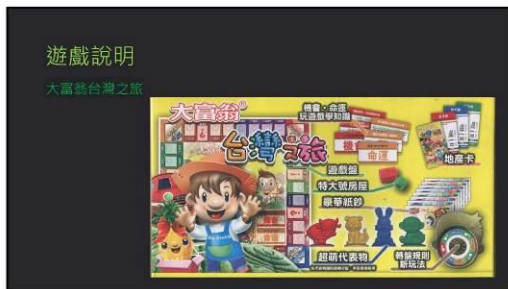 遊戲說明
大富翁台灣之旅
大富翁®
機會・命運
玩遊戲學知識
台灣之旅
機會
命運
地產卡
遊戲盤
特大號房屋
豪華紙鈔
超萌代表物
轉盤規則
新玩法